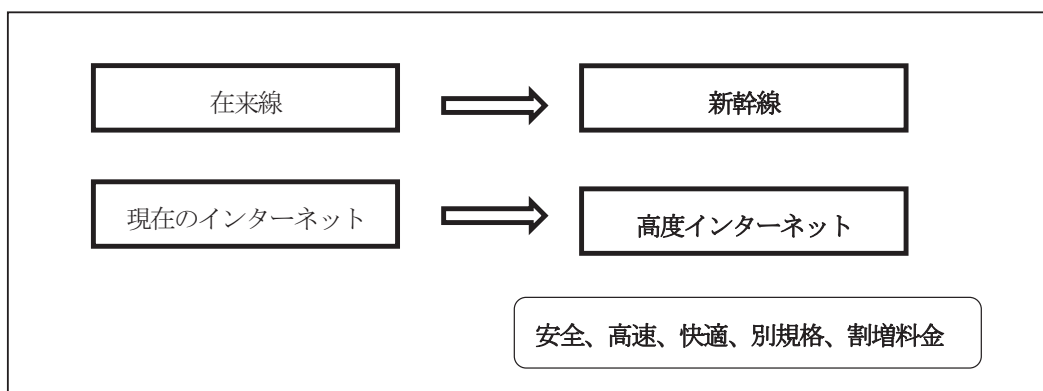 在来線
新幹線
現在のインターネット
高度インターネット
安全、高速、快適、別規格、割増料金